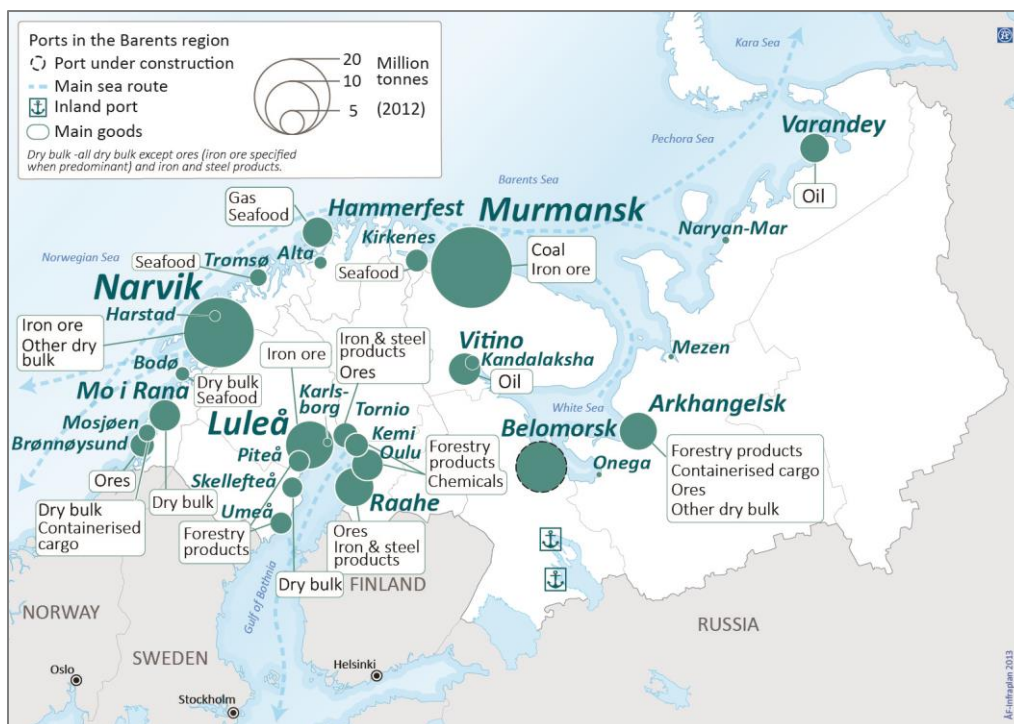 Ports in the Barents region
Port under construction
Main sea route
Inland port
Main goods
20
10
5
Million
tonnes
(2012)
Dry bulk -all dry bulk except ores (iron ore specified
when predominant) and iron and steel products.
Kara Sea
Pechora Sea
Barents Sea
Norwegian Sea
Varandey
Oil
Naryan-Mar
Gas
Seafood
Hammerfest
Murmansk
Kirkenes
Seafood
Coal
Iron ore
Alta
Tromsø
Seafood
Narvik
Harstad
Iron ore
Other dry
bulk
Bodø
Dry bulk
Seafood
Mo i Rana
Mosjøen
Brønnøysund
Ores
Dry bulk
Dry bulk
Containerised
cargo
Iron ore
Iron & steel
products
Ores
Karls-
borg
Tornio
Luleå
Kemi
Oulu
Forestry
products
Chemicals
Piteå
Skellefteå
Umeå
Forestry
products
Dry bulk
Raahe
Ores
Iron & steel
products
Vitino
Kandalaksha
Oil
Mezen
White Sea
Arkhangelsk
Forestry products
Containerised cargo
Ores
Other dry bulk
Belomorsk
Onega
Gulf of Bothnia
NORWAY
SWEDEN
FINLAND
RUSSIA
Oslo
Stockholm
Helsinki
ÅF-Infraplan 2013